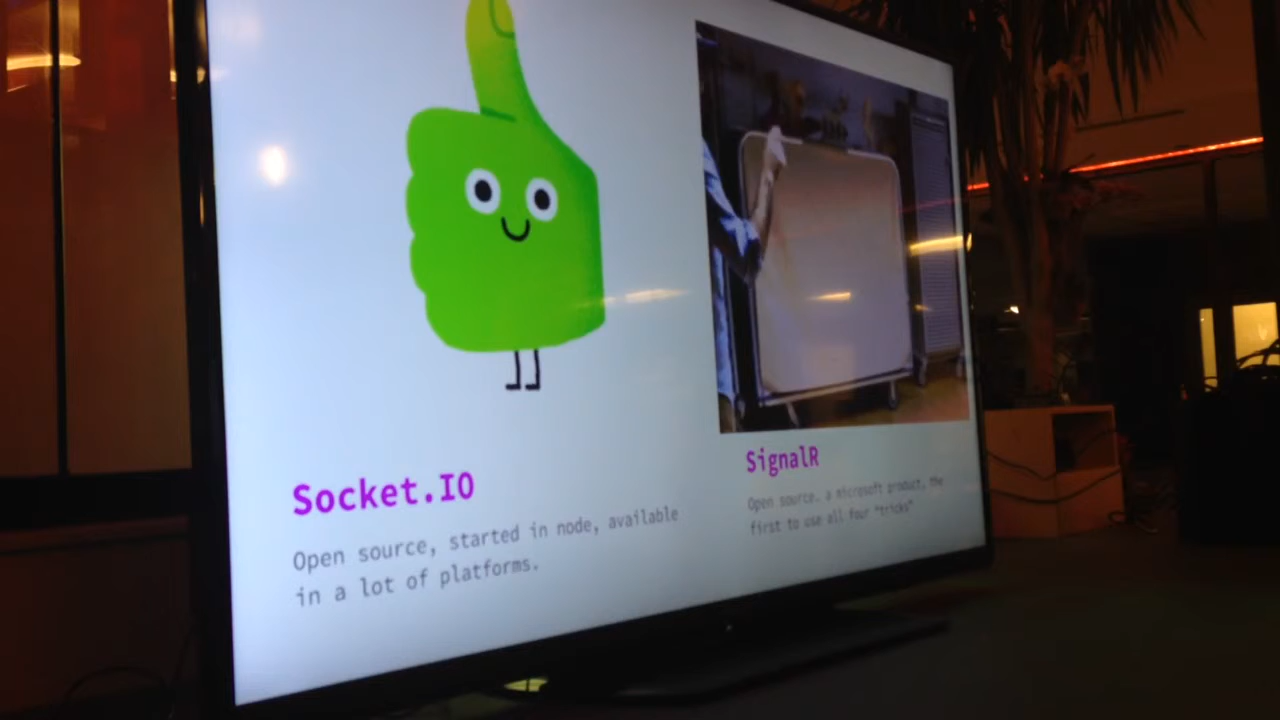 Socket.IO
Open source, started in node, available
in a lot of platforms.
SignalR
Open source. a microsoft product, the
first to use all four "tricks"